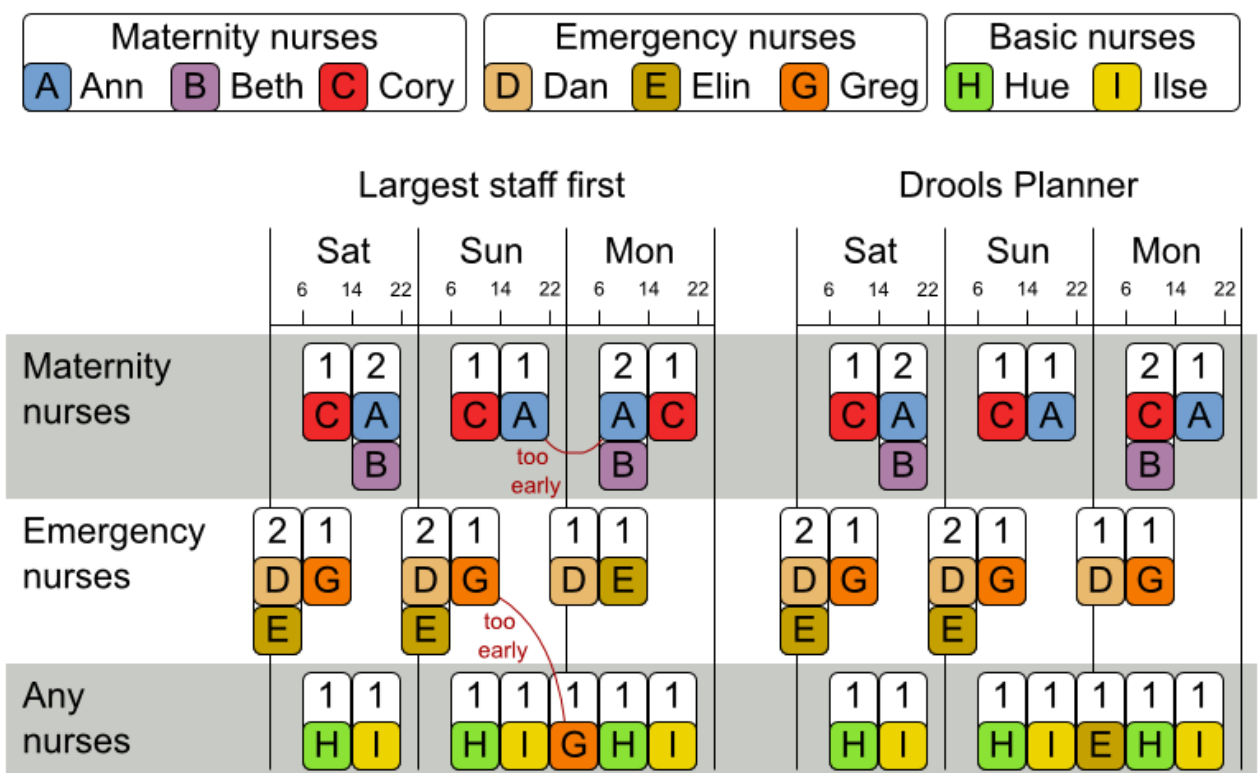 Maternity nurses Emergency nurses Basic nurses
A Ann B Beth C Cory D Dan E Elin G Greg H Hue I Ilse
Largest staff first Drools Planner
Sat Sun Mon Sat Sun Mon
6 14 22 6 14 22 6 14 22 6 14 22 6 14 22 6 14 22
Maternity 1 2 1 1 2 1 1 2 1 1 2 1
nurses C A C A A C C A C A C A
B too B B B
early
Emergency 2 1 2 1 1 1 2 1 2 1 1 1
nurses D G D G D E D G D G D G
E E too E E
early
Any 1 1 1 1 1 1 1 1 1 1 1 1 1 1
nurses H I H I G H I H I H I E H I